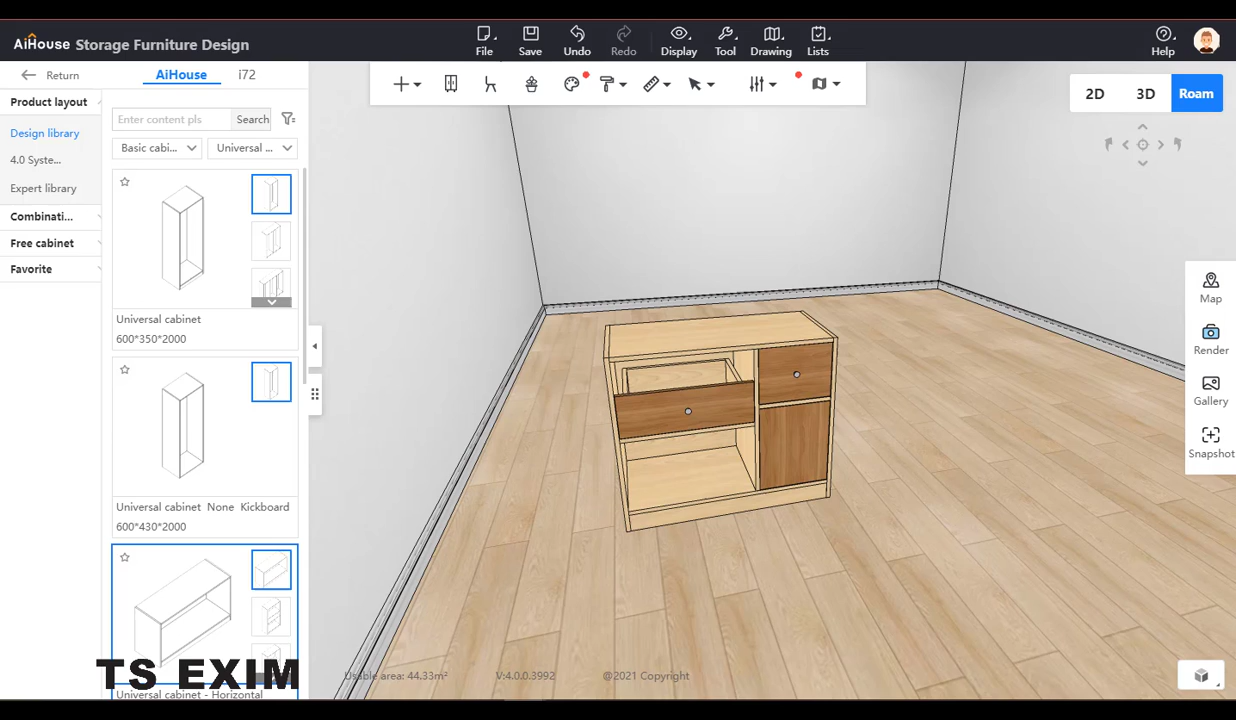 AiHouse Storage Furniture Design
File
Save
Undo
Redo
Display
Tool
Drawing
Lists
Help
Return
AiHouse
i72
Product layout
Design library
4.0 Syste...
Expert library
Combinati...
Free cabinet
Favorite
Enter content pls
Search
Basic cabi...
Universal ...
Universal cabinet
600*350*2000
Universal cabinet None Kickboard
600*430*2000
Universal cabinet - Horizontal
2D
3D
Roam
Map
Render
Gallery
Snapshot
Usable area: 44.33m²
V:4.0.0.3992
@2021 Copyright
TS EXIM